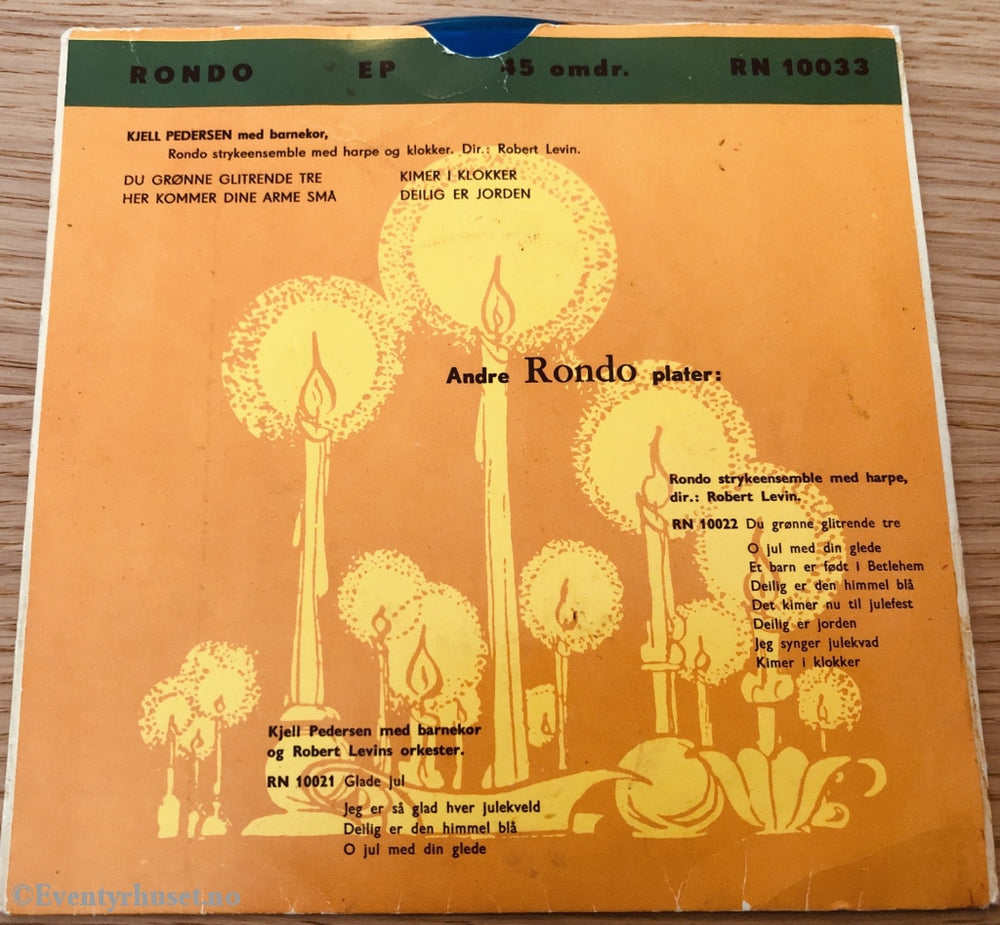 RONDO EP 45 omdr. RN 10033
KJELL PEDERSEN med barnekor,
Rondo strykeensemble med harpe og klokker. Dir.: Robert Levin.
DU GRØNNE GLITRENDE TRE
HER KOMMER DINE ARME SMÅ
KIMER I KLOKKER
DEILIG ER JORDEN
Andre Rondo plater:
Rondo strykeensemble med harpe,
dir.: Robert Levin.
RN 10022 Du grønne glitrende tre
O jul med din glede
Et barn er født i Betlehem
Deilig er den himmel blå
Det kimer nu til julefest
Deilig er jorden
Jeg synger julekvad
Kimer i klokker
Kjell Pedersen med barnekor
og Robert Levins orkester.
RN 10021 Glade jul
Jeg er så glad hver julekveld
Deilig er den himmel blå
O jul med din glede
©Eventyrhuset.no